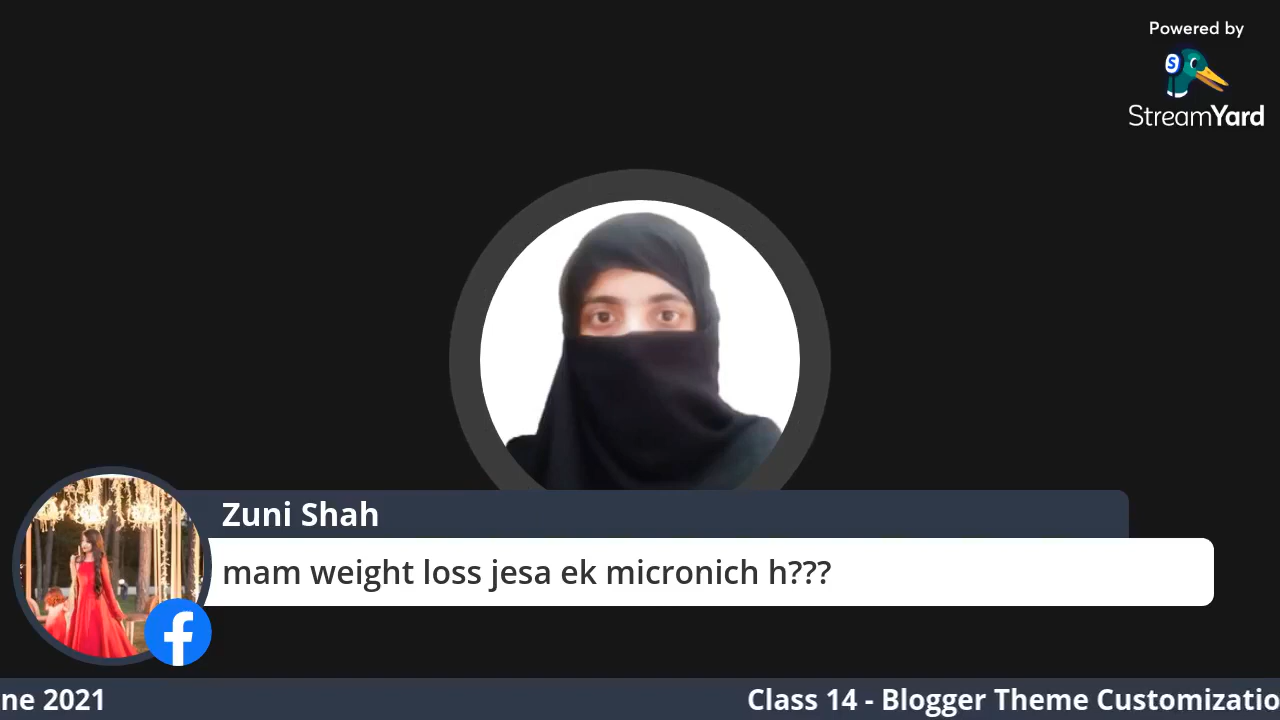 Powered by
S
StreamYard
Zuni Shah
mam weight loss jesa ek micronich h???
ne 2021
Class 14 - Blogger Theme Customizatio